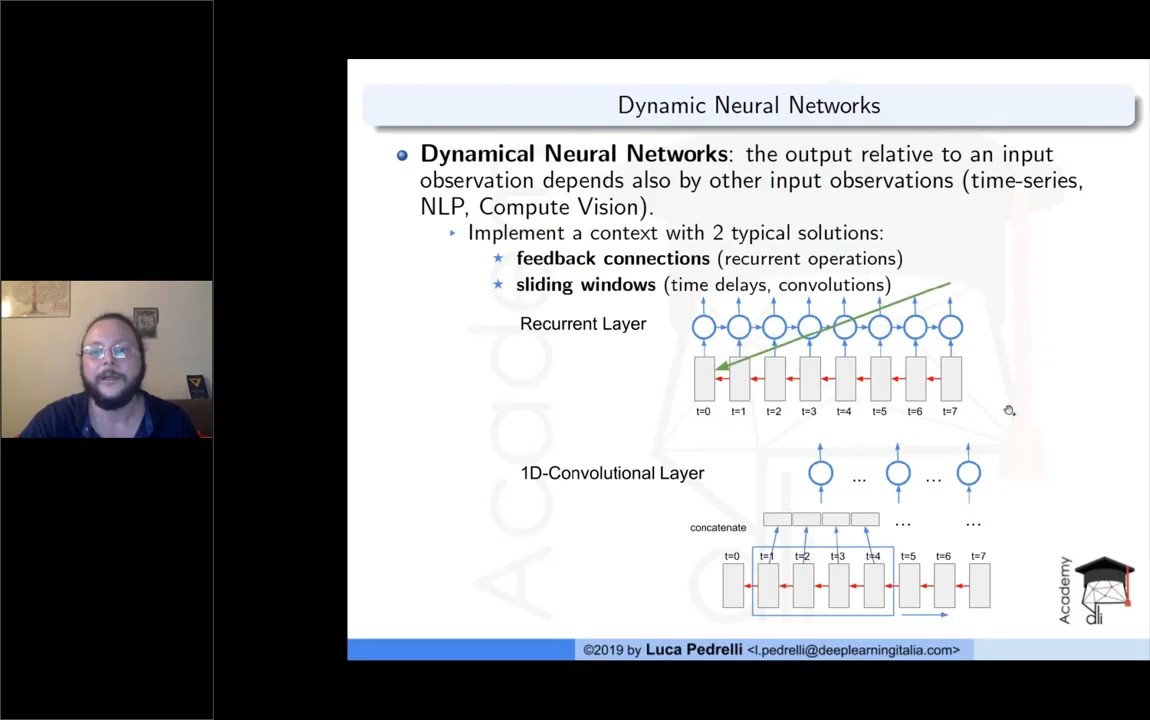 Dynamic Neural Networks
Dynamical Neural Networks: the output relative to an input
observation depends also by other input observations (time-series,
NLP, Compute Vision).
Implement a context with 2 typical solutions:
feedback connections (recurrent operations)
sliding windows (time delays, convolutions)
Recurrent Layer
t=0 t=1 t=2 t=3 t=4 t=5 t=6 t=7
1D-Convolutional Layer
... ...
concatenate
... ...
t=0 t=1 t=2 t=3 t=4 t=5 t=6 t=7
Academy
dli
©2019 by Luca Pedrelli <l.pedrelli@deeplearningitalia.com>